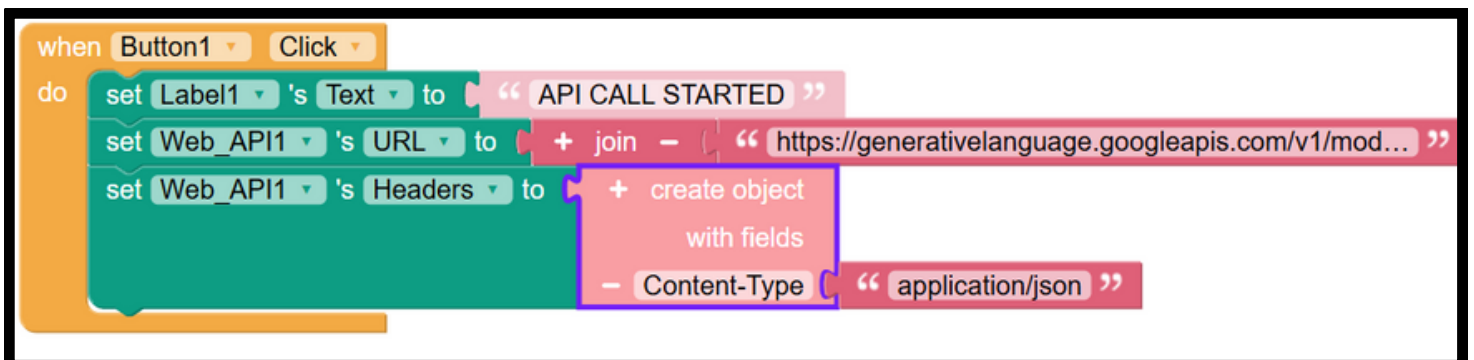 when Button1 Click
do set Label1 's Text to “ API CALL STARTED ”
set Web_API1 's URL to + join - “ https://generativelanguage.googleapis.com/v1/mod... ”
set Web_API1 's Headers to + create object
with fields
- Content-Type “ application/json ”